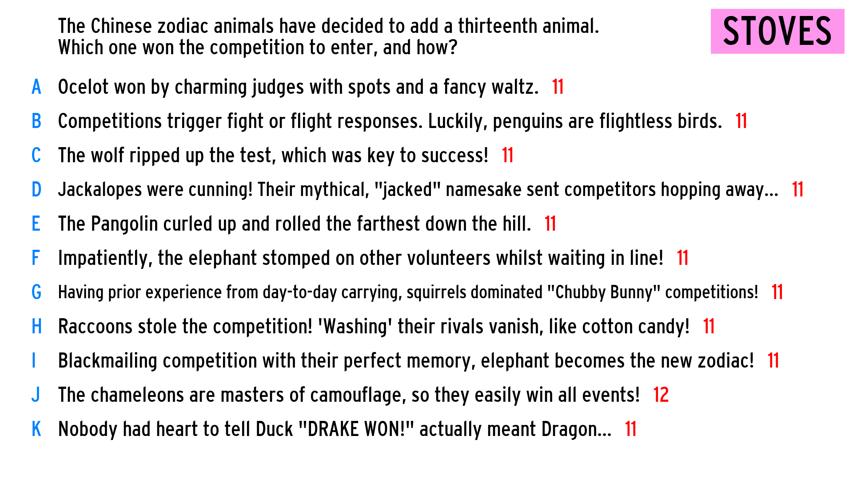 The Chinese zodiac animals have decided to add a thirteenth animal.
Which one won the competition to enter, and how?
STOVES
A Ocelot won by charming judges with spots and a fancy waltz. 11
B Competitions trigger fight or flight responses. Luckily, penguins are flightless birds. 11
C The wolf ripped up the test, which was key to success! 11
D Jackalopes were cunning! Their mythical, "jacked" namesake sent competitors hopping away... 11
E The Pangolin curled up and rolled the farthest down the hill. 11
F Impatiently, the elephant stomped on other volunteers whilst waiting in line! 11
G Having prior experience from day-to-day carrying, squirrels dominated "Chubby Bunny" competitions! 11
H Raccoons stole the competition! 'Washing' their rivals vanish, like cotton candy! 11
I Blackmailing competition with their perfect memory, elephant becomes the new zodiac! 11
J The chameleons are masters of camouflage, so they easily win all events! 12
K Nobody had heart to tell Duck "DRAKE WON!" actually meant Dragon... 11